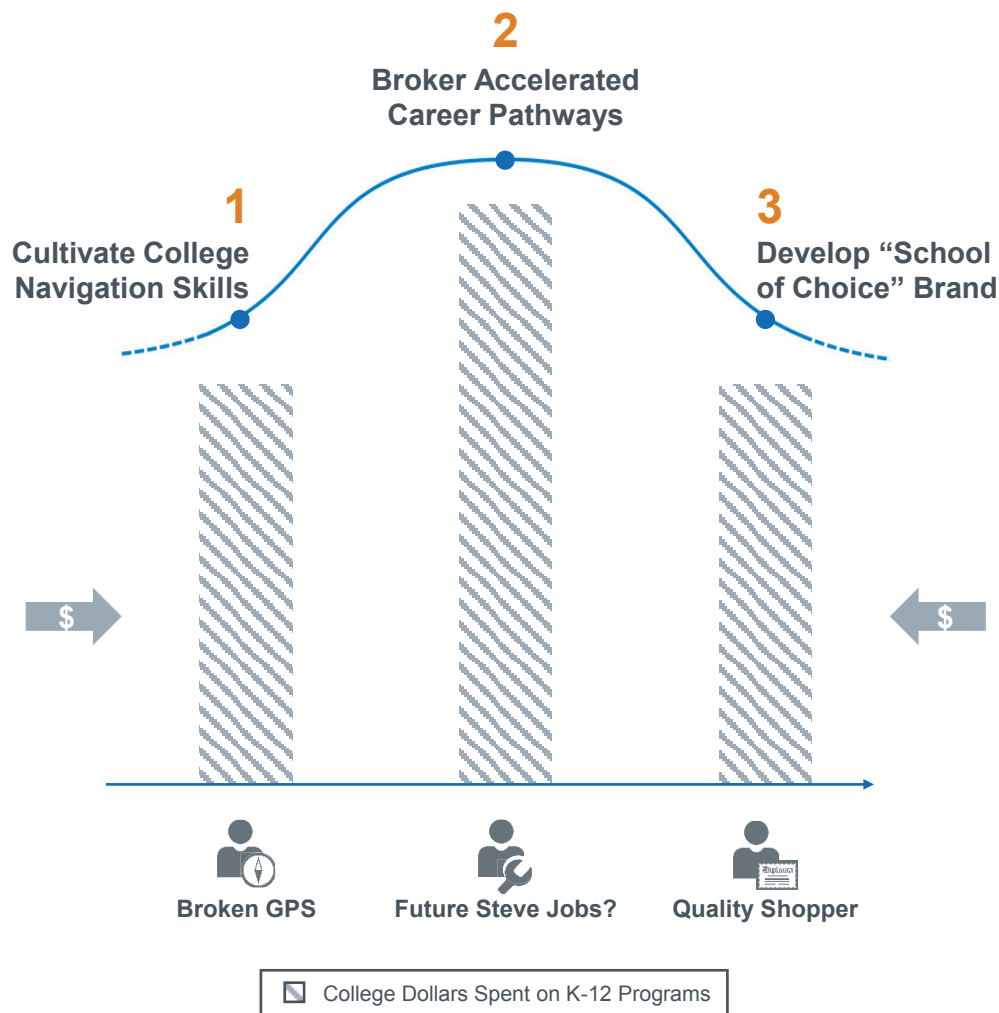 2
Broker Accelerated
Career Pathways
1
Cultivate College
Navigation Skills
3
Develop “School
of Choice” Brand
$
$
Diploma
Broken GPS
Future Steve Jobs?
Quality Shopper
College Dollars Spent on K-12 Programs